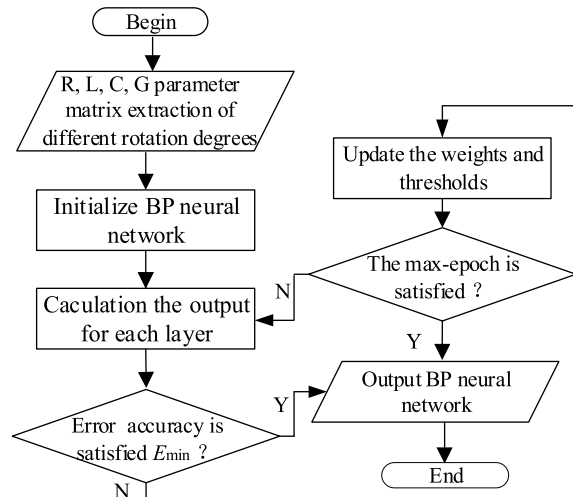 Begin
R, L, C, G parameter
matrix extraction of
different rotation degrees
Initialize BP neural
network
Caculation the output
for each layer
Error accuracy is
satisfied Emin ?
Y
N
Update the weights and
thresholds
The max-epoch is
satisfied ?
N
Y
Output BP neural
network
End